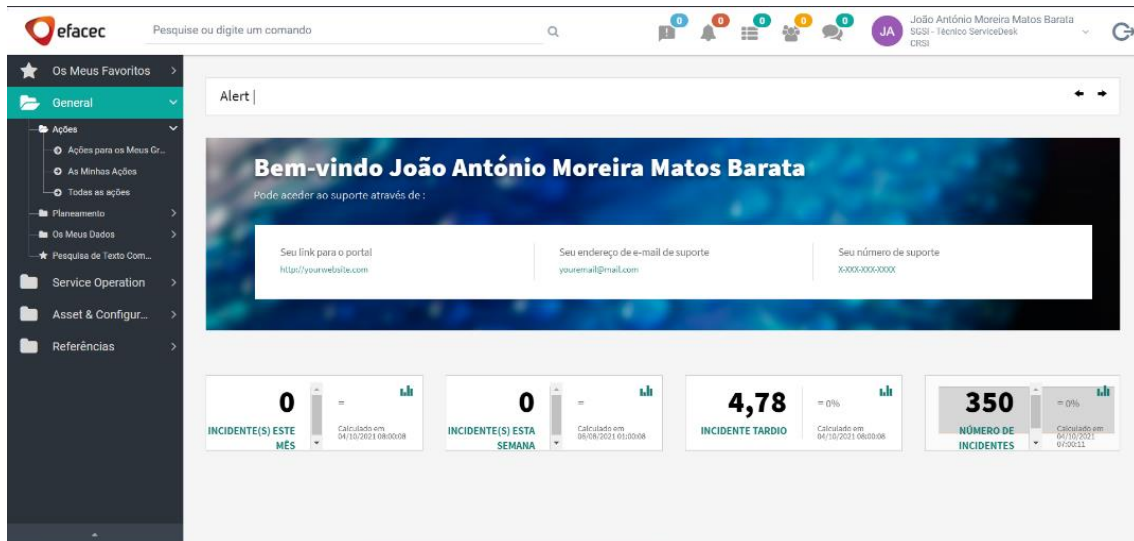 efacec
Pesquise ou digite um comando
0
0
0
0
0
JA
João António Moreira Matos Barata
SGSI - Técnico ServiceDesk
CRSI
Os Meus Favoritos
General
Ações
Ações para os Meus Gr...
As Minhas Ações
Todas as ações
Planeamento
Os Meus Dados
Pesquisa de Texto Com...
Service Operation
Asset & Configur...
Referências
Alert |
Bem-vindo João António Moreira Matos Barata
Pode aceder ao suporte através de :
Seu link para o portal
http://yourwebsite.com
Seu endereço de e-mail de suporte
youremail@mail.com
Seu número de suporte
X-XXX-XXX-XXXX
0
INCIDENTE(S) ESTE
MÊS
=
Calculado em
04/10/2021 08:00:08
0
INCIDENTE(S) ESTA
SEMANA
=
Calculado em
08/08/2021 01:00:08
4,78
INCIDENTE TARDIO
= 0%
Calculado em
04/10/2021 08:00:08
350
NÚMERO DE
INCIDENTES
= 0%
Calculado em
04/10/2021
07:00:11